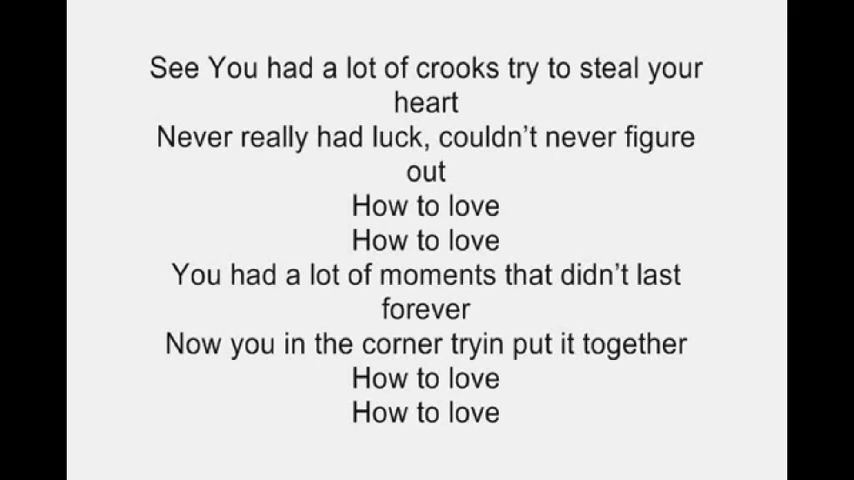 See You had a lot of crooks try to steal your
heart
Never really had luck, couldn’t never figure
out
How to love
How to love
You had a lot of moments that didn’t last
forever
Now you in the corner tryin put it together
How to love
How to love